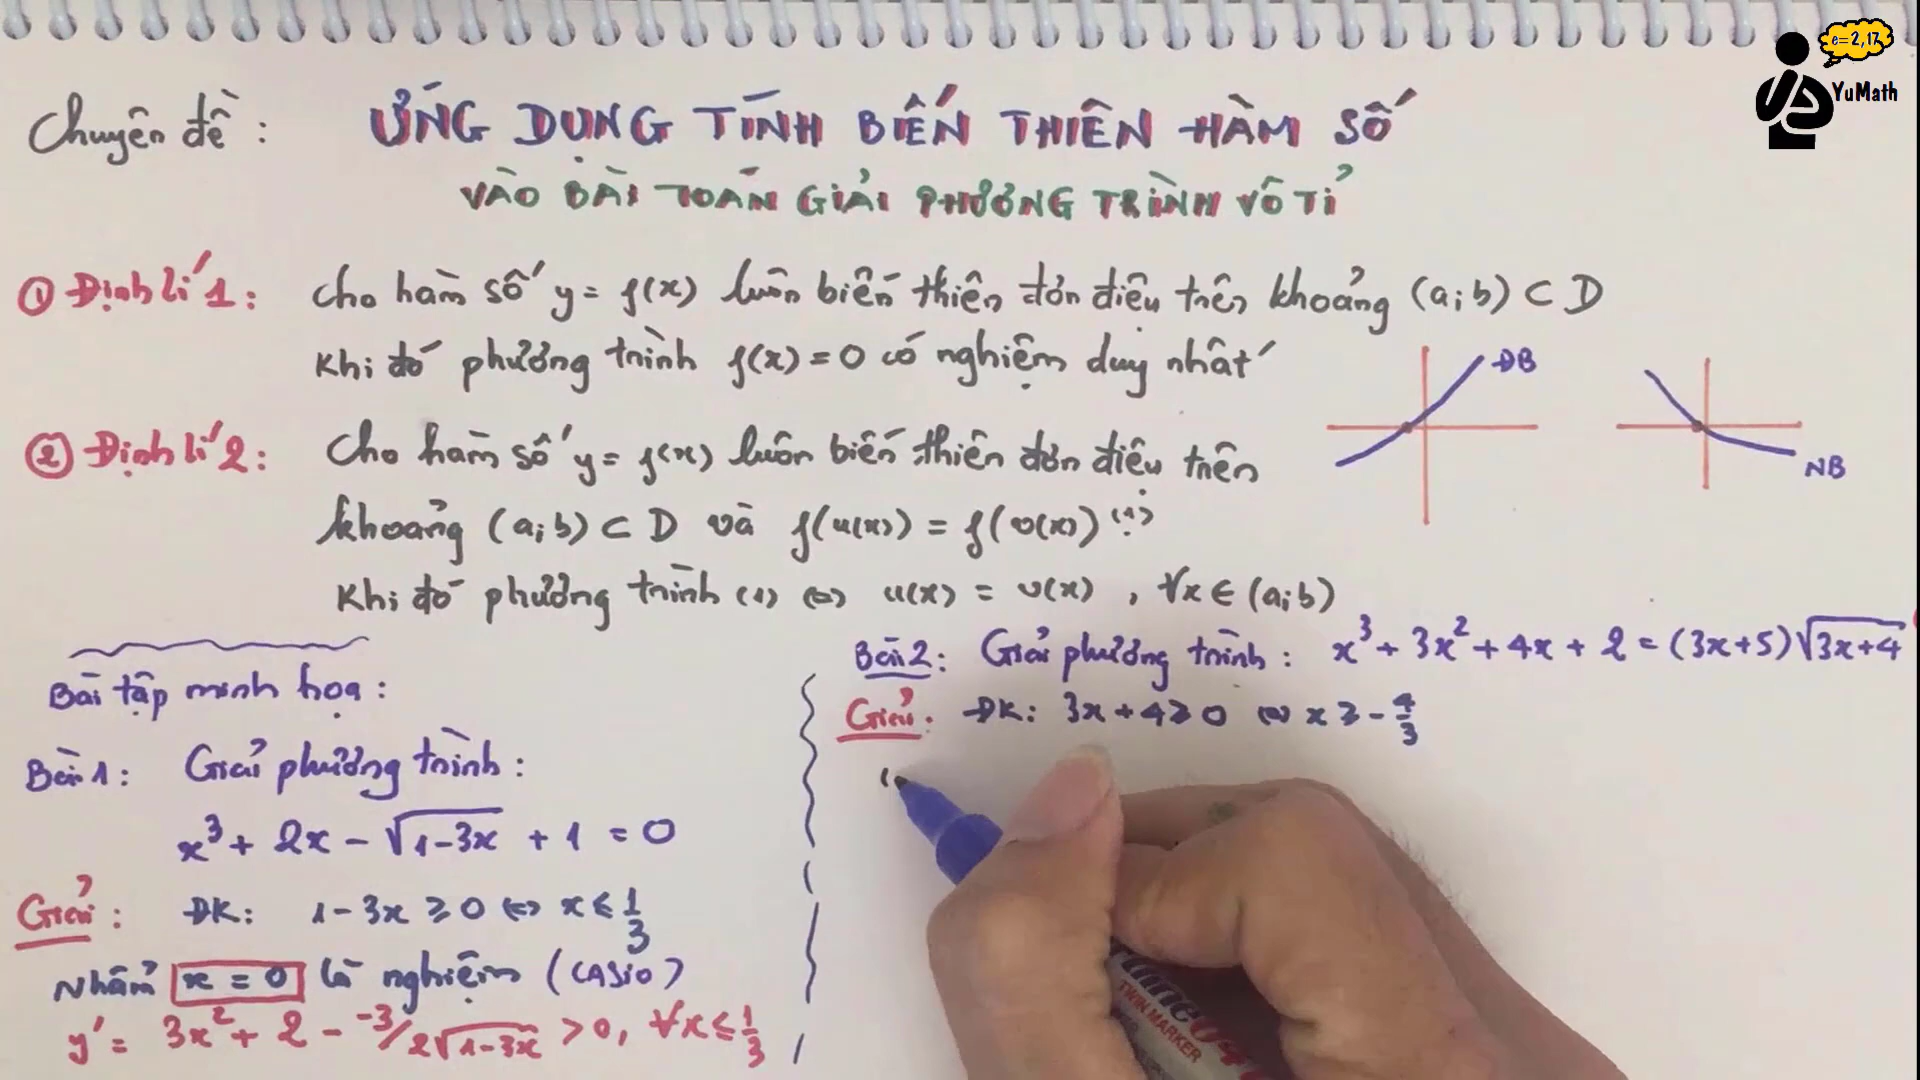 e=2,17
YuMath
Chuyên đề: ỨNG DỤNG TÍNH BIẾN THIÊN HÀM SỐ
VÀO BÀI TOÁN GIẢI PHƯƠNG TRÌNH VÔ TỈ
① Định lí 1: Cho hàm số y = f(x) luôn biến thiên đơn điệu trên khoảng (a;b) ⊂ D
Khi đó phương trình f(x) = 0 có nghiệm duy nhất
ĐB
NB
② Định lí 2: Cho hàm số y = f(x) luôn biến thiên đơn điệu trên
khoảng (a;b) ⊂ D và f(u(x)) = f(v(x)) (1)
Khi đó phương trình (1) ⇔ u(x) = v(x), ∀x ∈ (a;b)
Bài tập minh họa:
Bài 1: Giải phương trình:
x³ + 2x - √(1-3x) + 1 = 0
Giải: ĐK: 1 - 3x ≥ 0 ⇔ x ≤ 1/3
Nhẩm x = 0 là nghiệm (CASIO)
y' = 3x² + 2 - -3/2√(1-3x) > 0, ∀x ≤ 1/3
Bài 2: Giải phương trình: x³ + 3x² + 4x + 2 = (3x+5)√(3x+4)
Giải: ĐK: 3x + 4 ≥ 0 ⇔ x ≥ -4/3
(
TWIN MARKER